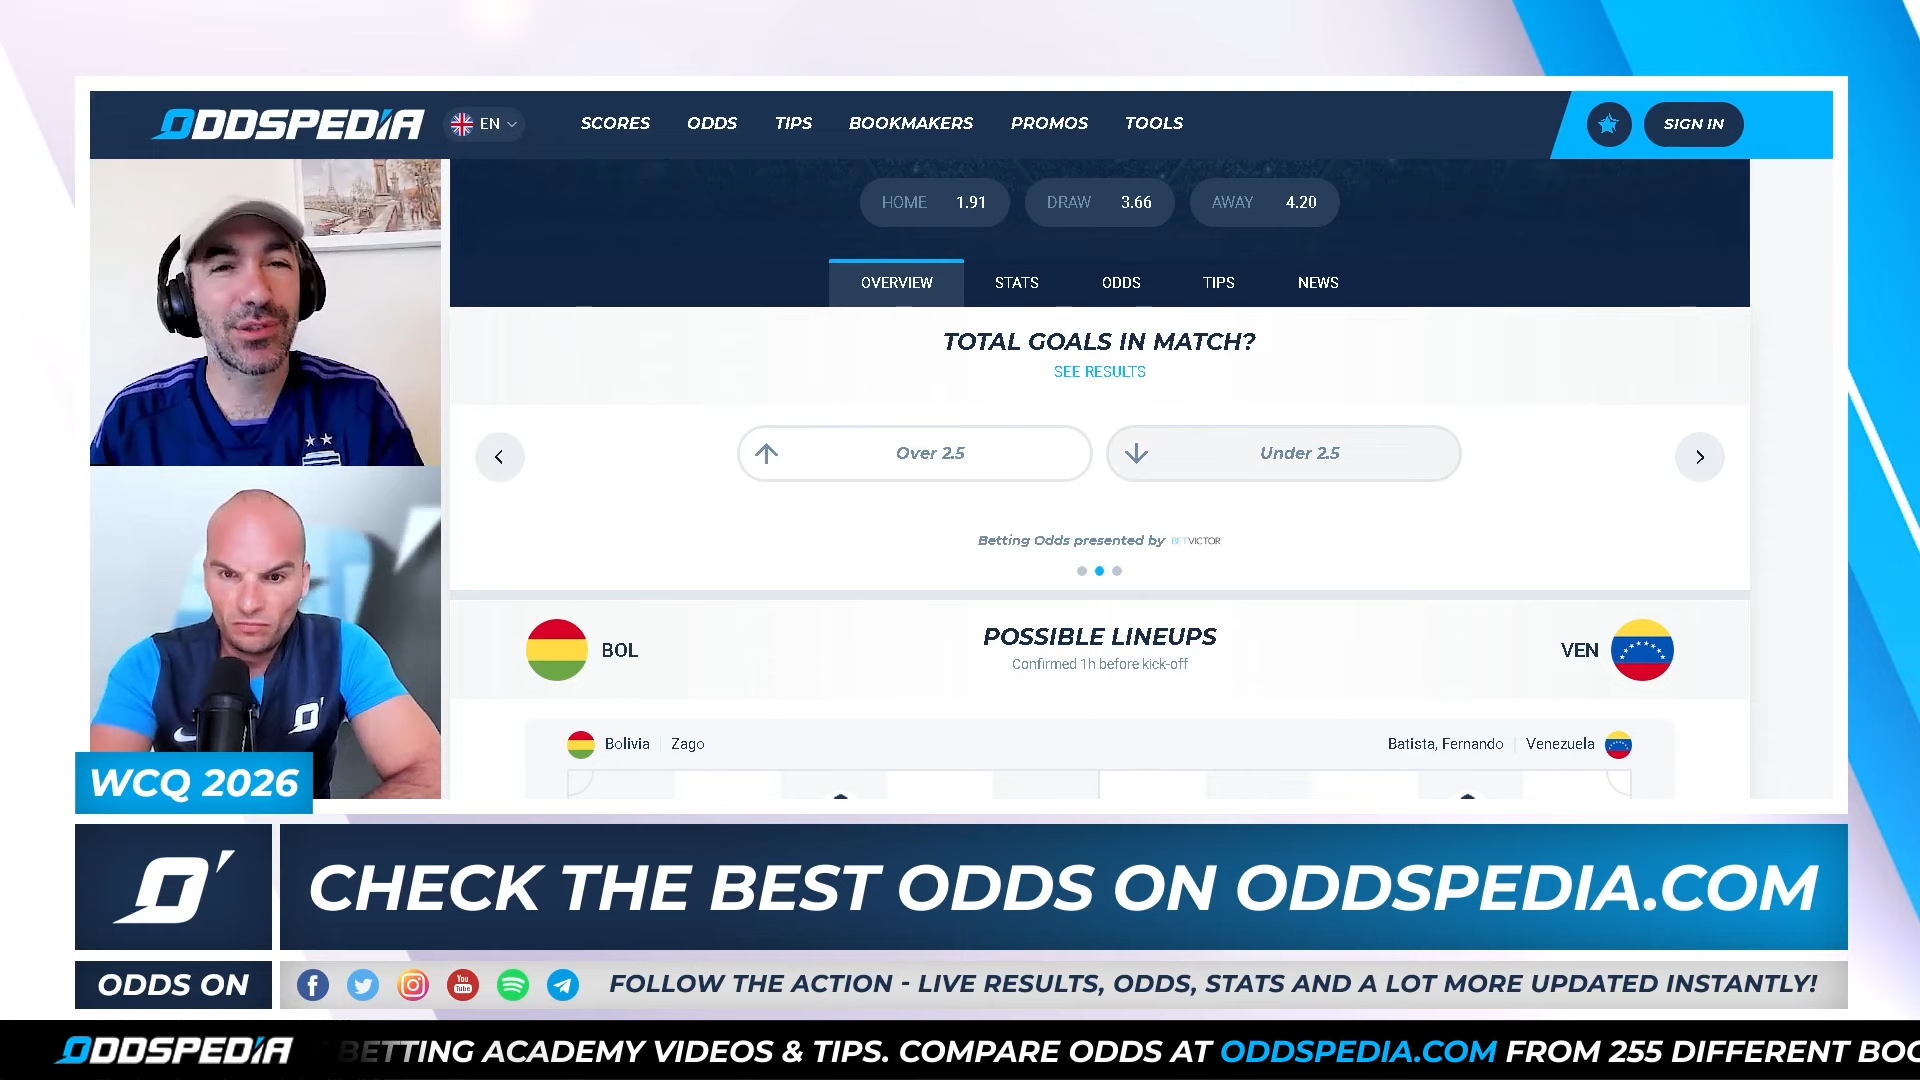 ODDSPEDIA
EN
SCORES
ODDS
TIPS
BOOKMAKERS
PROMOS
TOOLS
SIGN IN
HOME 1.91
DRAW 3.66
AWAY 4.20
OVERVIEW
STATS
ODDS
TIPS
NEWS
TOTAL GOALS IN MATCH?
SEE RESULTS
Over 2.5
Under 2.5
Betting Odds presented by BETVICTOR
BOL
POSSIBLE LINEUPS
Confirmed 1h before kick-off
VEN
Bolivia
Zago
Batista, Fernando
Venezuela
WCQ 2026
CHECK THE BEST ODDS ON ODDSPEDIA.COM
ODDS ON
You Tube
FOLLOW THE ACTION - LIVE RESULTS, ODDS, STATS AND A LOT MORE UPDATED INSTANTLY!
ODDSPEDIA
BETTING ACADEMY VIDEOS & TIPS. COMPARE ODDS AT ODDSPEDIA.COM FROM 255 DIFFERENT